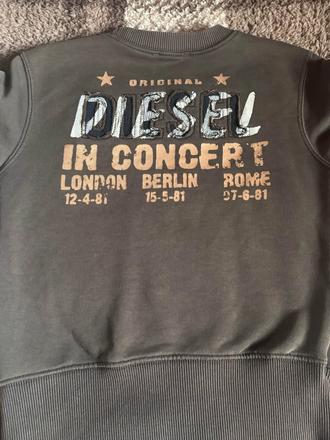 ORIGINAL
DIESEL
IN CONCERT
LONDON BERLIN ROME
12-4-81 15-5-81 07-6-81